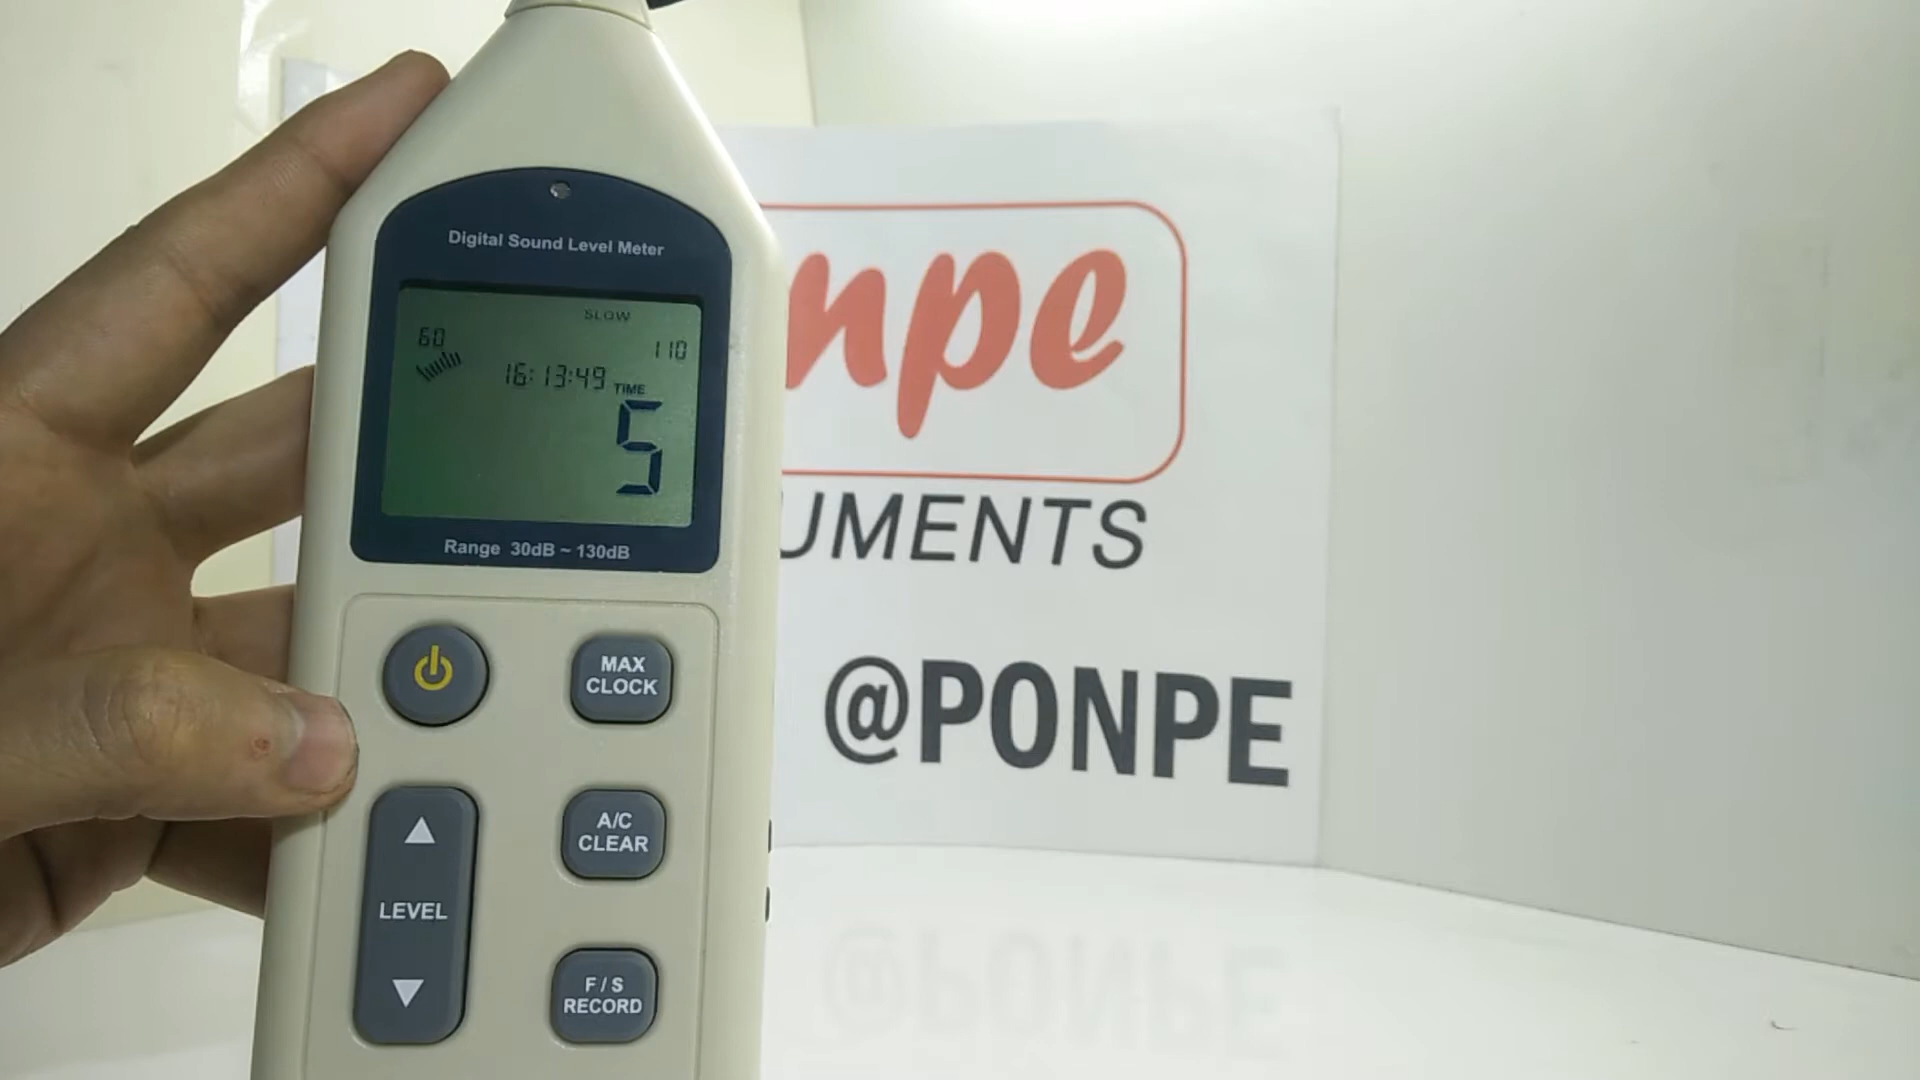 Digital Sound Level Meter
SLOW
60
110
16:13:49 TIME
5
Range 30dB ~ 130dB
MAX
CLOCK
A/C
CLEAR
LEVEL
F / S
RECORD
npe
UMENTS
@PONPE